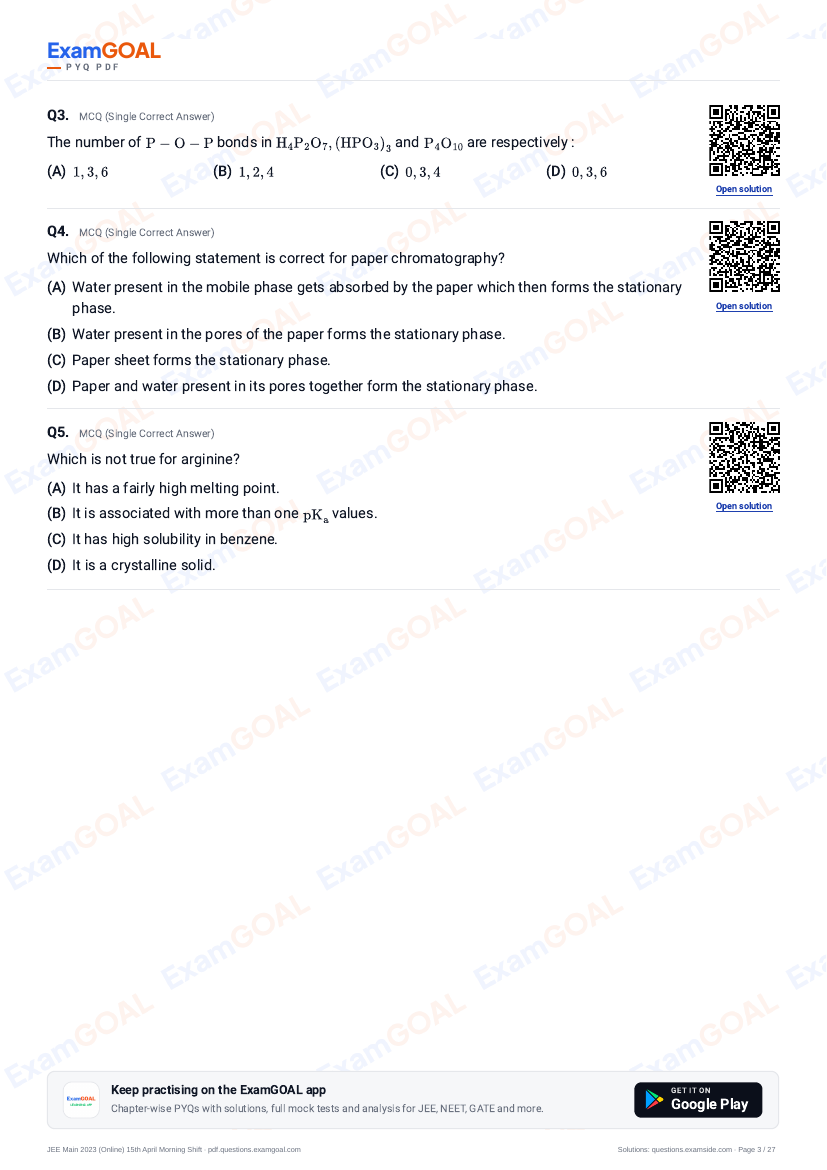 ExamGOAL
PYQ PDF
Q3. MCQ (Single Correct Answer)
The number of P − O − P bonds in H₄P₂O₇, (HPO₃)₃ and P₄O₁₀ are respectively :
(A) 1, 3, 6 (B) 1, 2, 4 (C) 0, 3, 4 (D) 0, 3, 6
Open solution
Q4. MCQ (Single Correct Answer)
Which of the following statement is correct for paper chromatography?
(A) Water present in the mobile phase gets absorbed by the paper which then forms the stationary
phase.
(B) Water present in the pores of the paper forms the stationary phase.
(C) Paper sheet forms the stationary phase.
(D) Paper and water present in its pores together form the stationary phase.
Open solution
Q5. MCQ (Single Correct Answer)
Which is not true for arginine?
(A) It has a fairly high melting point.
(B) It is associated with more than one pKₐ values.
(C) It has high solubility in benzene.
(D) It is a crystalline solid.
Open solution
ExamGOAL
Keep practising on the ExamGOAL app
Chapter-wise PYQs with solutions, full mock tests and analysis for JEE, NEET, GATE and more.
GET IT ON
Google Play
JEE Main 2023 (Online) 15th April Morning Shift · pdf.questions.examgoal.com
Solutions: questions.examside.com · Page 3 / 27